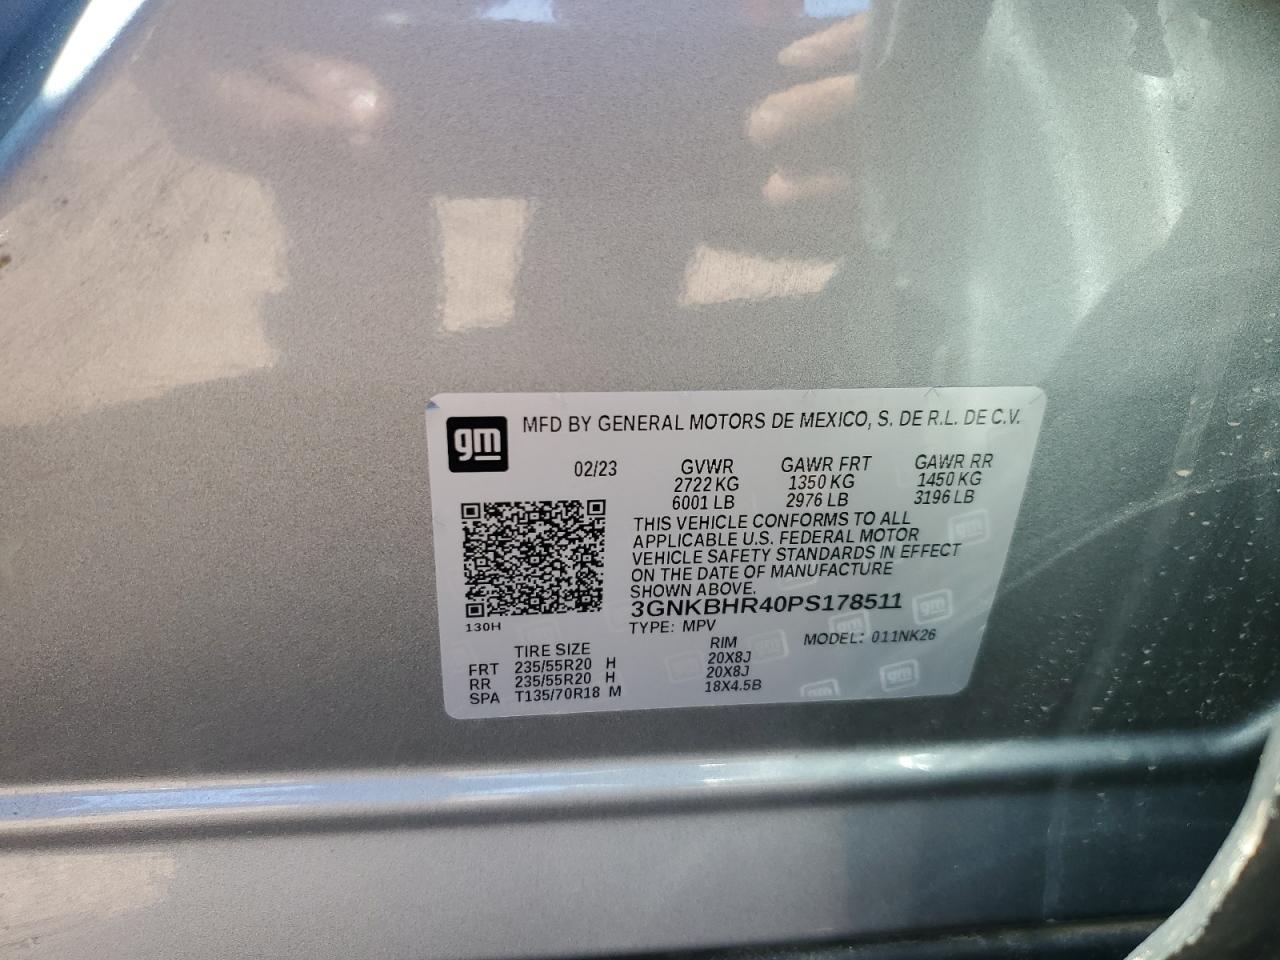 gm
MFD BY GENERAL MOTORS DE MEXICO, S. DE R.L. DE C.V.
02/23
GVWR GAWR FRT GAWR RR
2722 KG 1350 KG 1450 KG
6001 LB 2976 LB 3196 LB
THIS VEHICLE CONFORMS TO ALL
APPLICABLE U.S. FEDERAL MOTOR
VEHICLE SAFETY STANDARDS IN EFFECT
ON THE DATE OF MANUFACTURE
SHOWN ABOVE.
3GNKBHR40PS178511
130H
TYPE: MPV MODEL: 011NK26
TIRE SIZE RIM
FRT 235/55R20 H 20X8J
RR 235/55R20 H 20X8J
SPA T135/70R18 M 18X4.5B